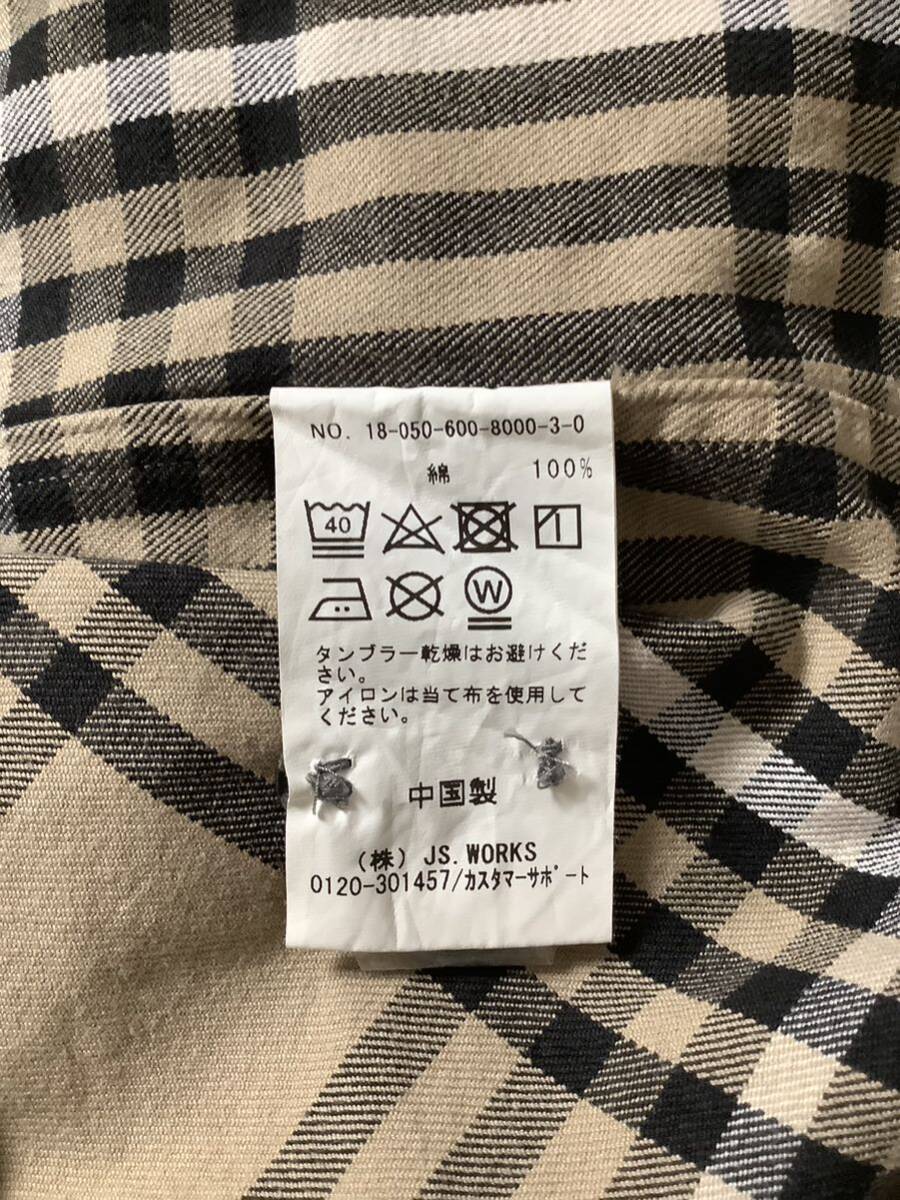 NO. 18-050-600-8000-3-0
綿 100%
40
W
タンブラー乾燥はお避けくだ
さい。
アイロンは当て布を使用して
ください。
中国製
(株) JS.WORKS
0120-301457/カスタマーサポート